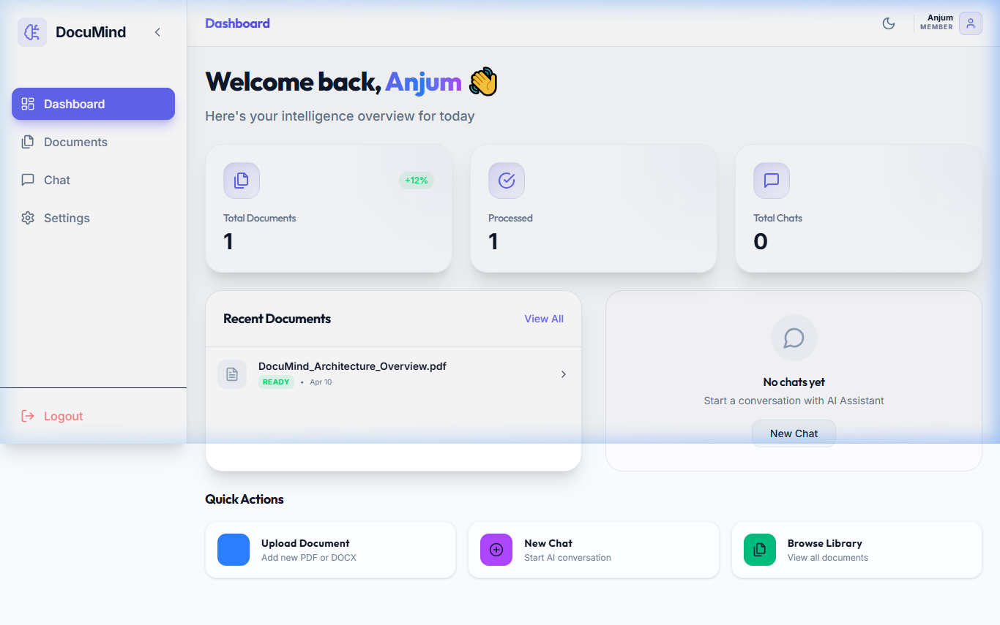 DocuMind
Dashboard
Documents
Chat
Settings
Logout
Dashboard
Anjum
MEMBER
Welcome back, Anjum 👋
Here's your intelligence overview for today
+12%
Total Documents
1
Processed
1
Total Chats
0
Recent Documents
View All
DocuMind_Architecture_Overview.pdf
READY • Apr 10
No chats yet
Start a conversation with AI Assistant
New Chat
Quick Actions
Upload Document
Add new PDF or DOCX
New Chat
Start AI conversation
Browse Library
View all documents